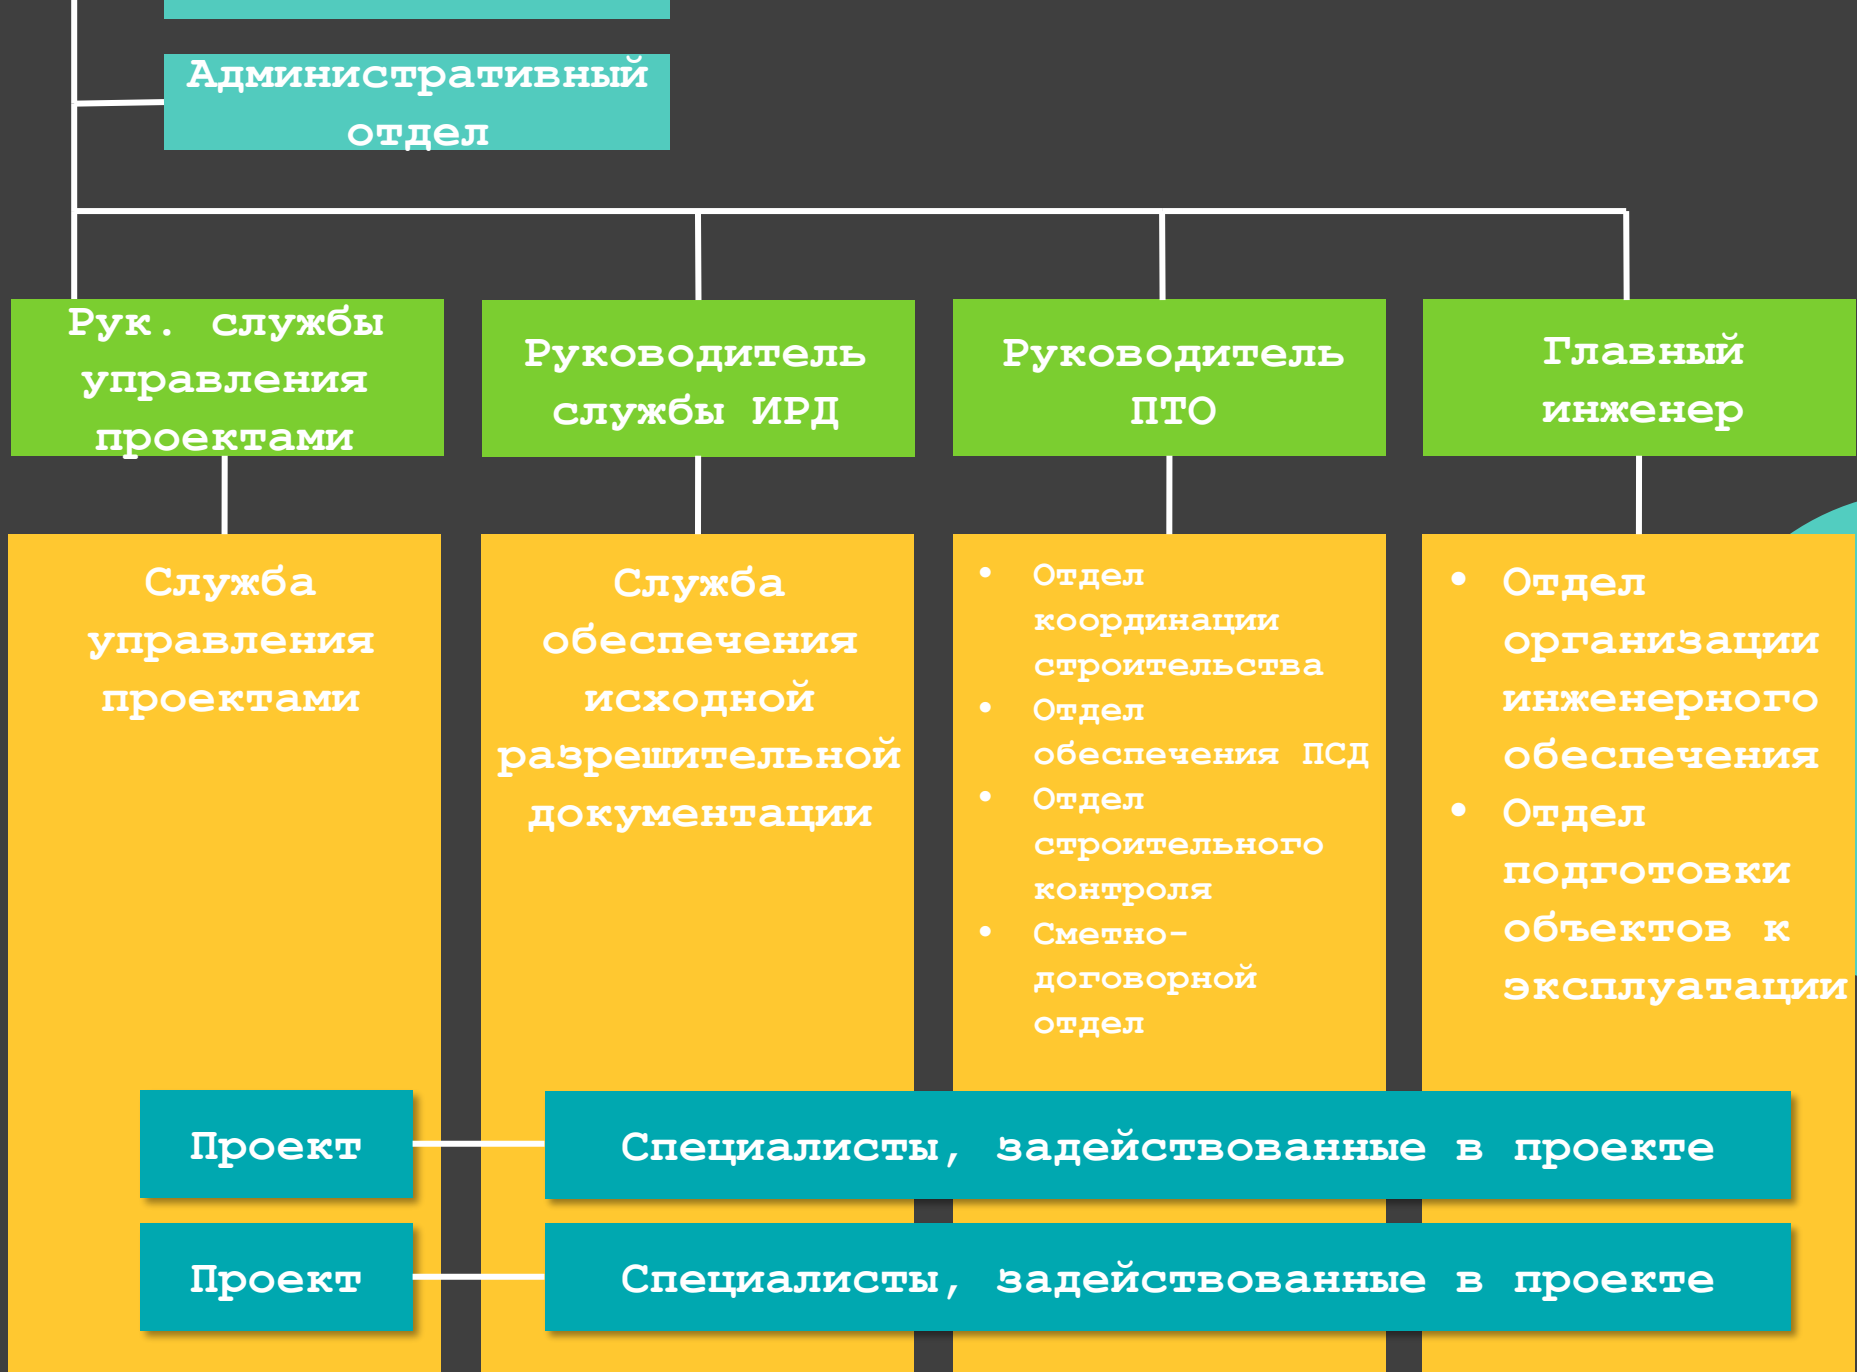 Административный
отдел
Рук. службы
управления
проектами
Руководитель
службы ИРД
Руководитель
ПТО
Главный
инженер
Служба
управления
проектами
Служба
обеспечения
исходной
разрешительной
документации
• Отдел
координации
строительства
• Отдел
обеспечения ПСД
• Отдел
строительного
контроля
• Сметно-
договорной
отдел
• Отдел
организации
инженерного
обеспечения
• Отдел
подготовки
объектов к
эксплуатации
Проект
Специалисты, задействованные в проекте
Проект
Специалисты, задействованные в проекте